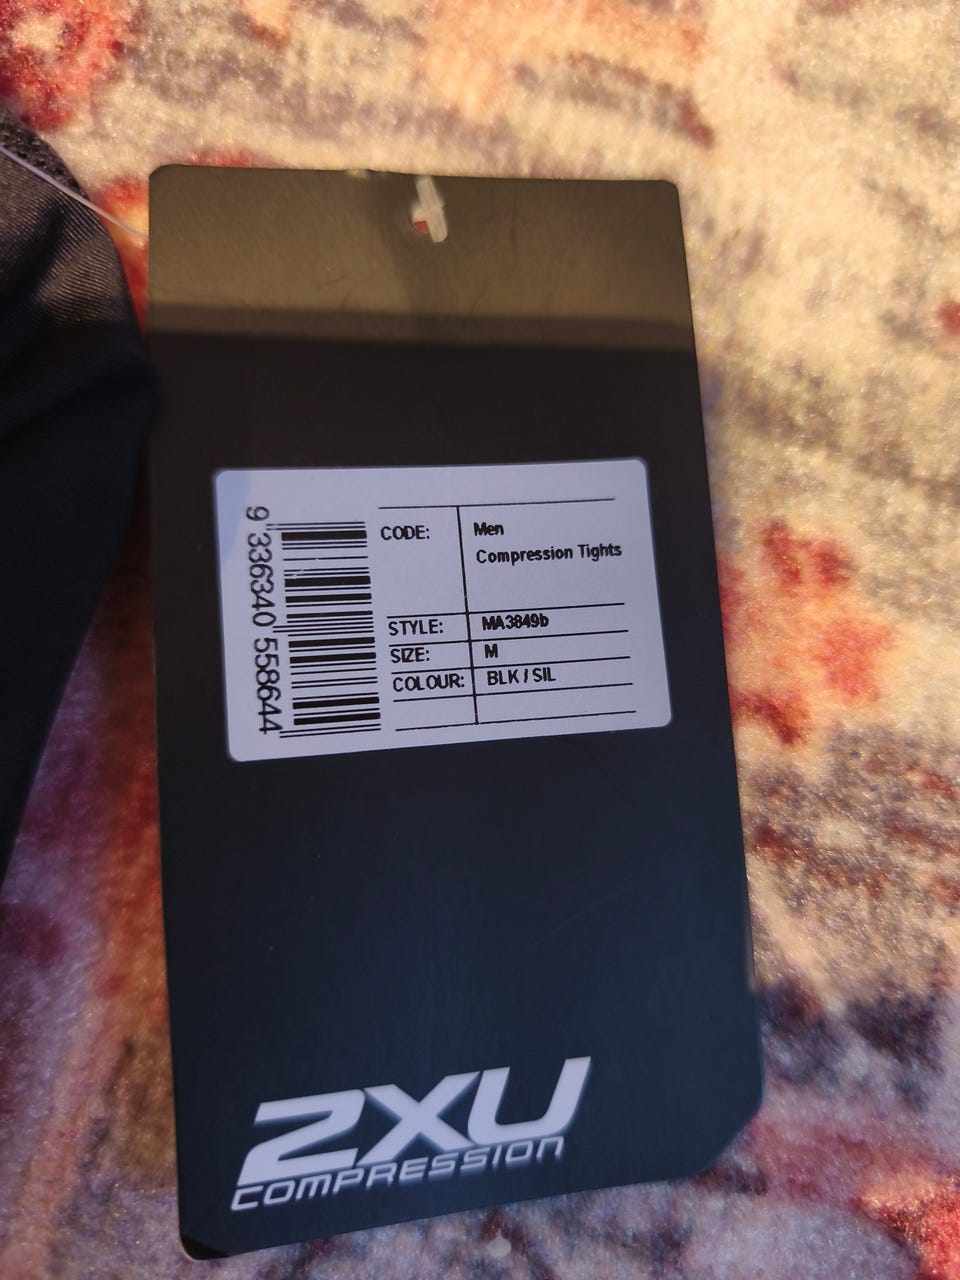 9 336340 558644
CODE: Men
Compression Tights
STYLE: MA3849b
SIZE: M
COLOUR: BLK / SIL
2XU
COMPRESSION